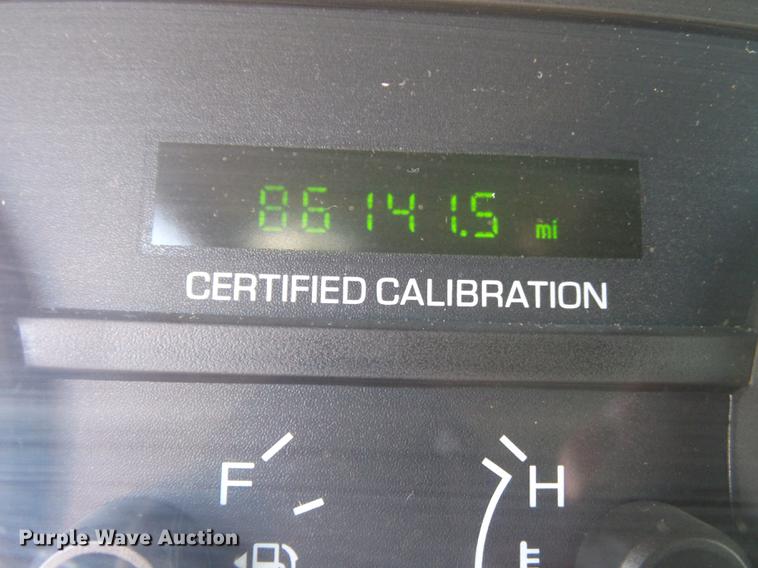 86141.5 mi
CERTIFIED CALIBRATION
F H
Purple Wave Auction